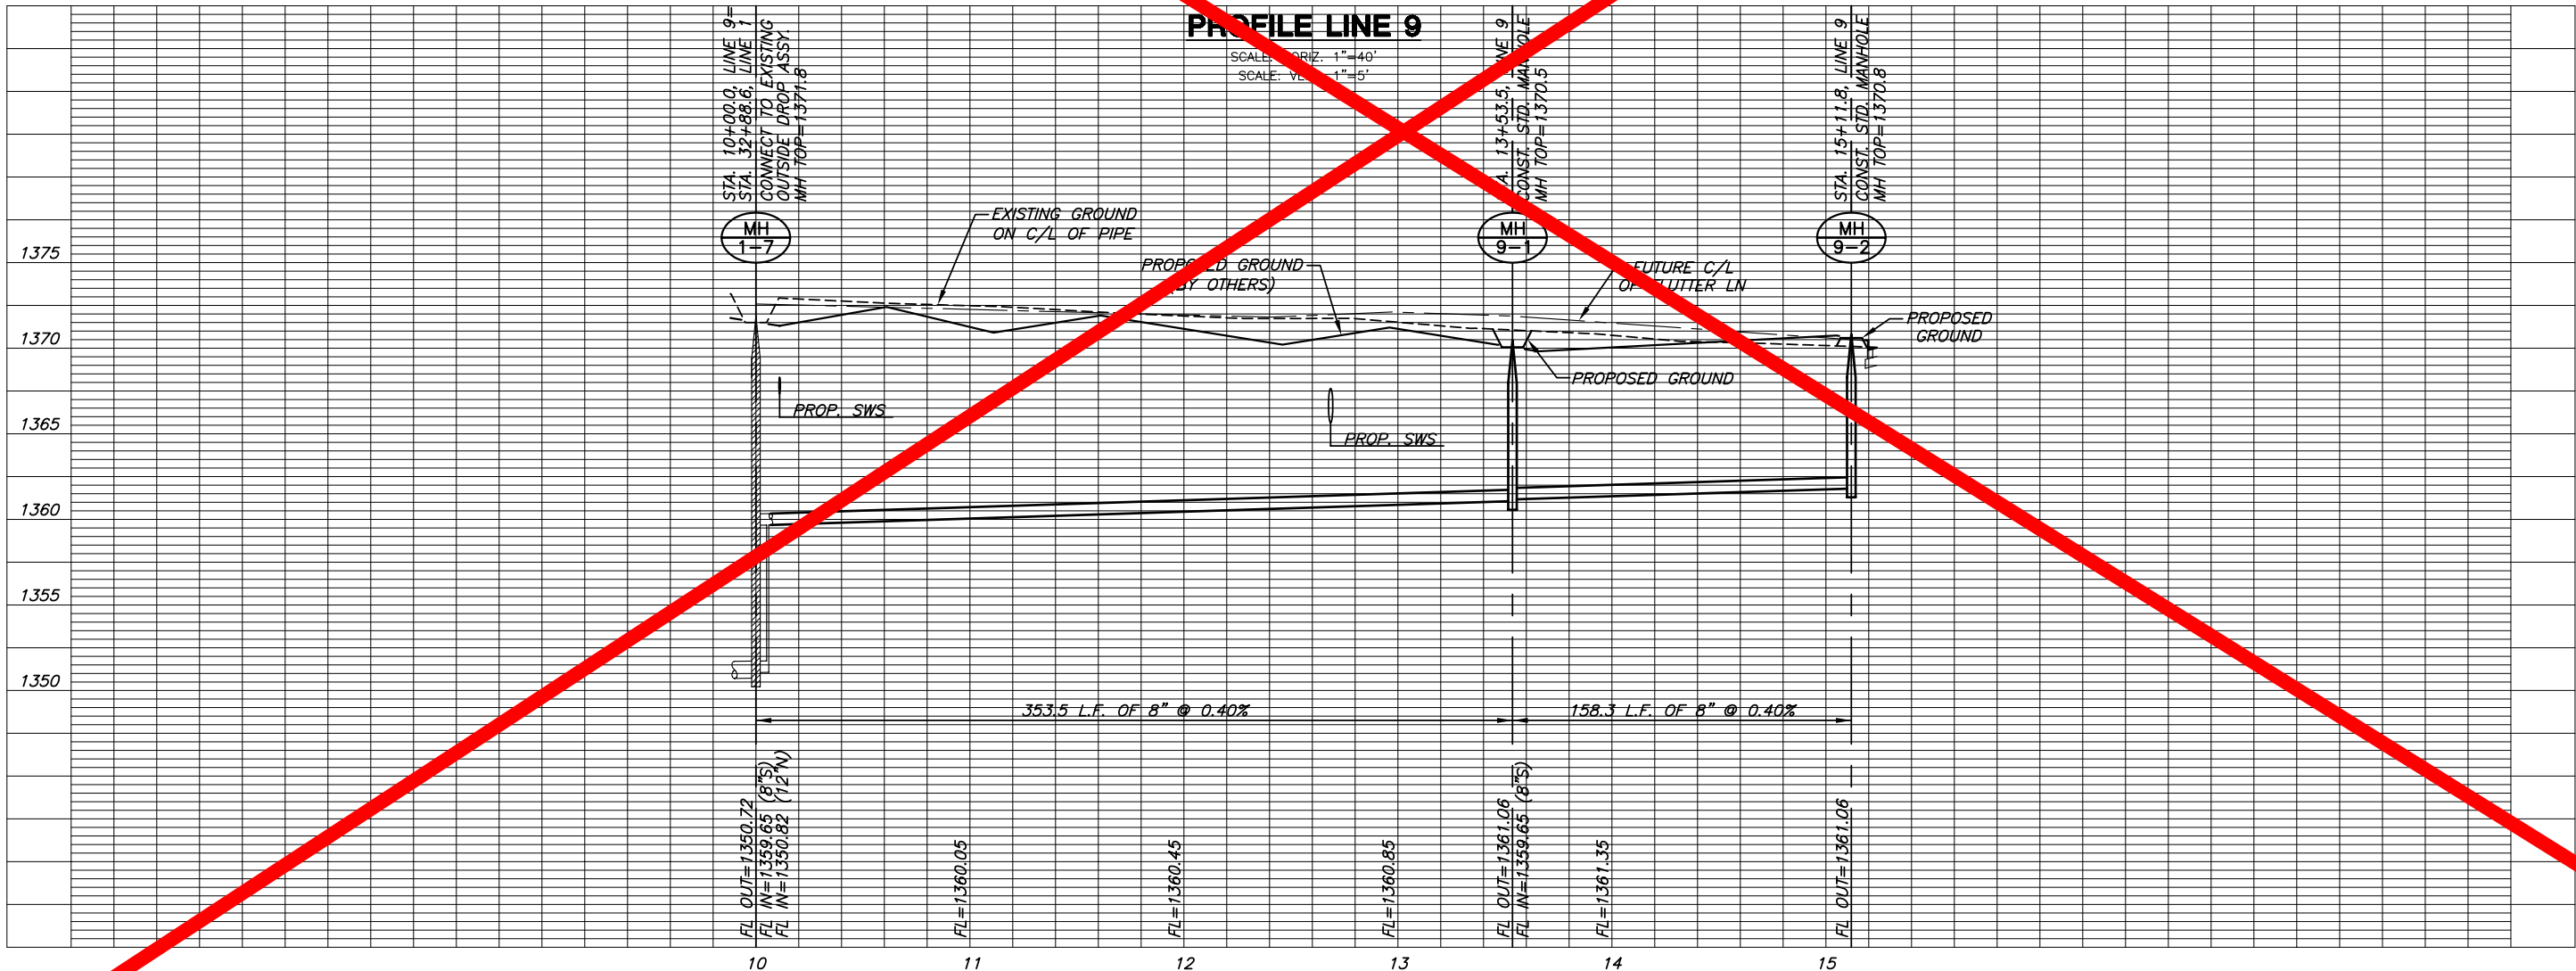 PROFILE LINE 9
SCALE: HORIZ. 1"=40'
SCALE: VERT. 1"=5'
STA. 10+00.0, LINE 9=
STA. 32+88.6, LINE 1
CONNECT TO EXISTING
OUTSIDE DROP ASSY.
MH TOP=1371.8
STA. 13+53.5, LINE 9
CONST. STD. MANHOLE
MH TOP=1370.5
STA. 15+11.8, LINE 9
CONST. STD. MANHOLE
MH TOP=1370.8
MH
1-7
MH
9-1
MH
9-2
EXISTING GROUND
ON C/L OF PIPE
PROPOSED GROUND
(BY OTHERS)
FUTURE C/L
OF FLUTTER LN
PROPOSED
GROUND
PROPOSED GROUND
PROP. SWS
PROP. SWS
1375
1370
1365
1360
1355
1350
353.5 L.F. OF 8" @ 0.40%
158.3 L.F. OF 8" @ 0.40%
FL OUT=1350.72
FL IN=1359.65 (8"S)
FL IN=1350.82 (12"N)
FL=1360.05
FL=1360.45
FL=1360.85
FL OUT=1361.06
FL IN=1359.65 (8"S)
FL=1361.35
FL OUT=1361.06
10
11
12
13
14
15